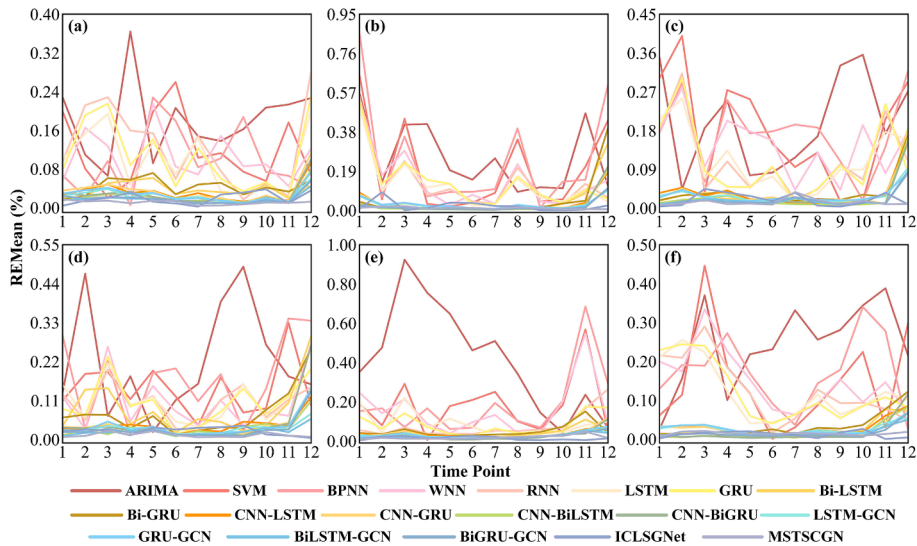 (a) (b) (c)
0.40 0.95 0.45
0.32 0.75 0.36
0.24 0.56 0.27
0.16 0.38 0.18
0.08 0.19 0.09
0.00 0.00 0.00
1 2 3 4 5 6 7 8 9 10 11 12 1 2 3 4 5 6 7 8 9 10 11 12 1 2 3 4 5 6 7 8 9 10 11 12
REMean (%)
(d) (e) (f)
0.55 1.00 0.50
0.44 0.80 0.40
0.33 0.60 0.30
0.22 0.40 0.20
0.11 0.20 0.10
0.00 0.00 0.00
1 2 3 4 5 6 7 8 9 10 11 12 1 2 3 4 5 6 7 8 9 10 11 12 1 2 3 4 5 6 7 8 9 10 11 12
Time Point
ARIMA SVM BPNN WNN RNN LSTM GRU Bi-LSTM
Bi-GRU CNN-LSTM CNN-GRU CNN-BiLSTM CNN-BiGRU LSTM-GCN
GRU-GCN BiLSTM-GCN BiGRU-GCN ICLSGNet MSTSCGN